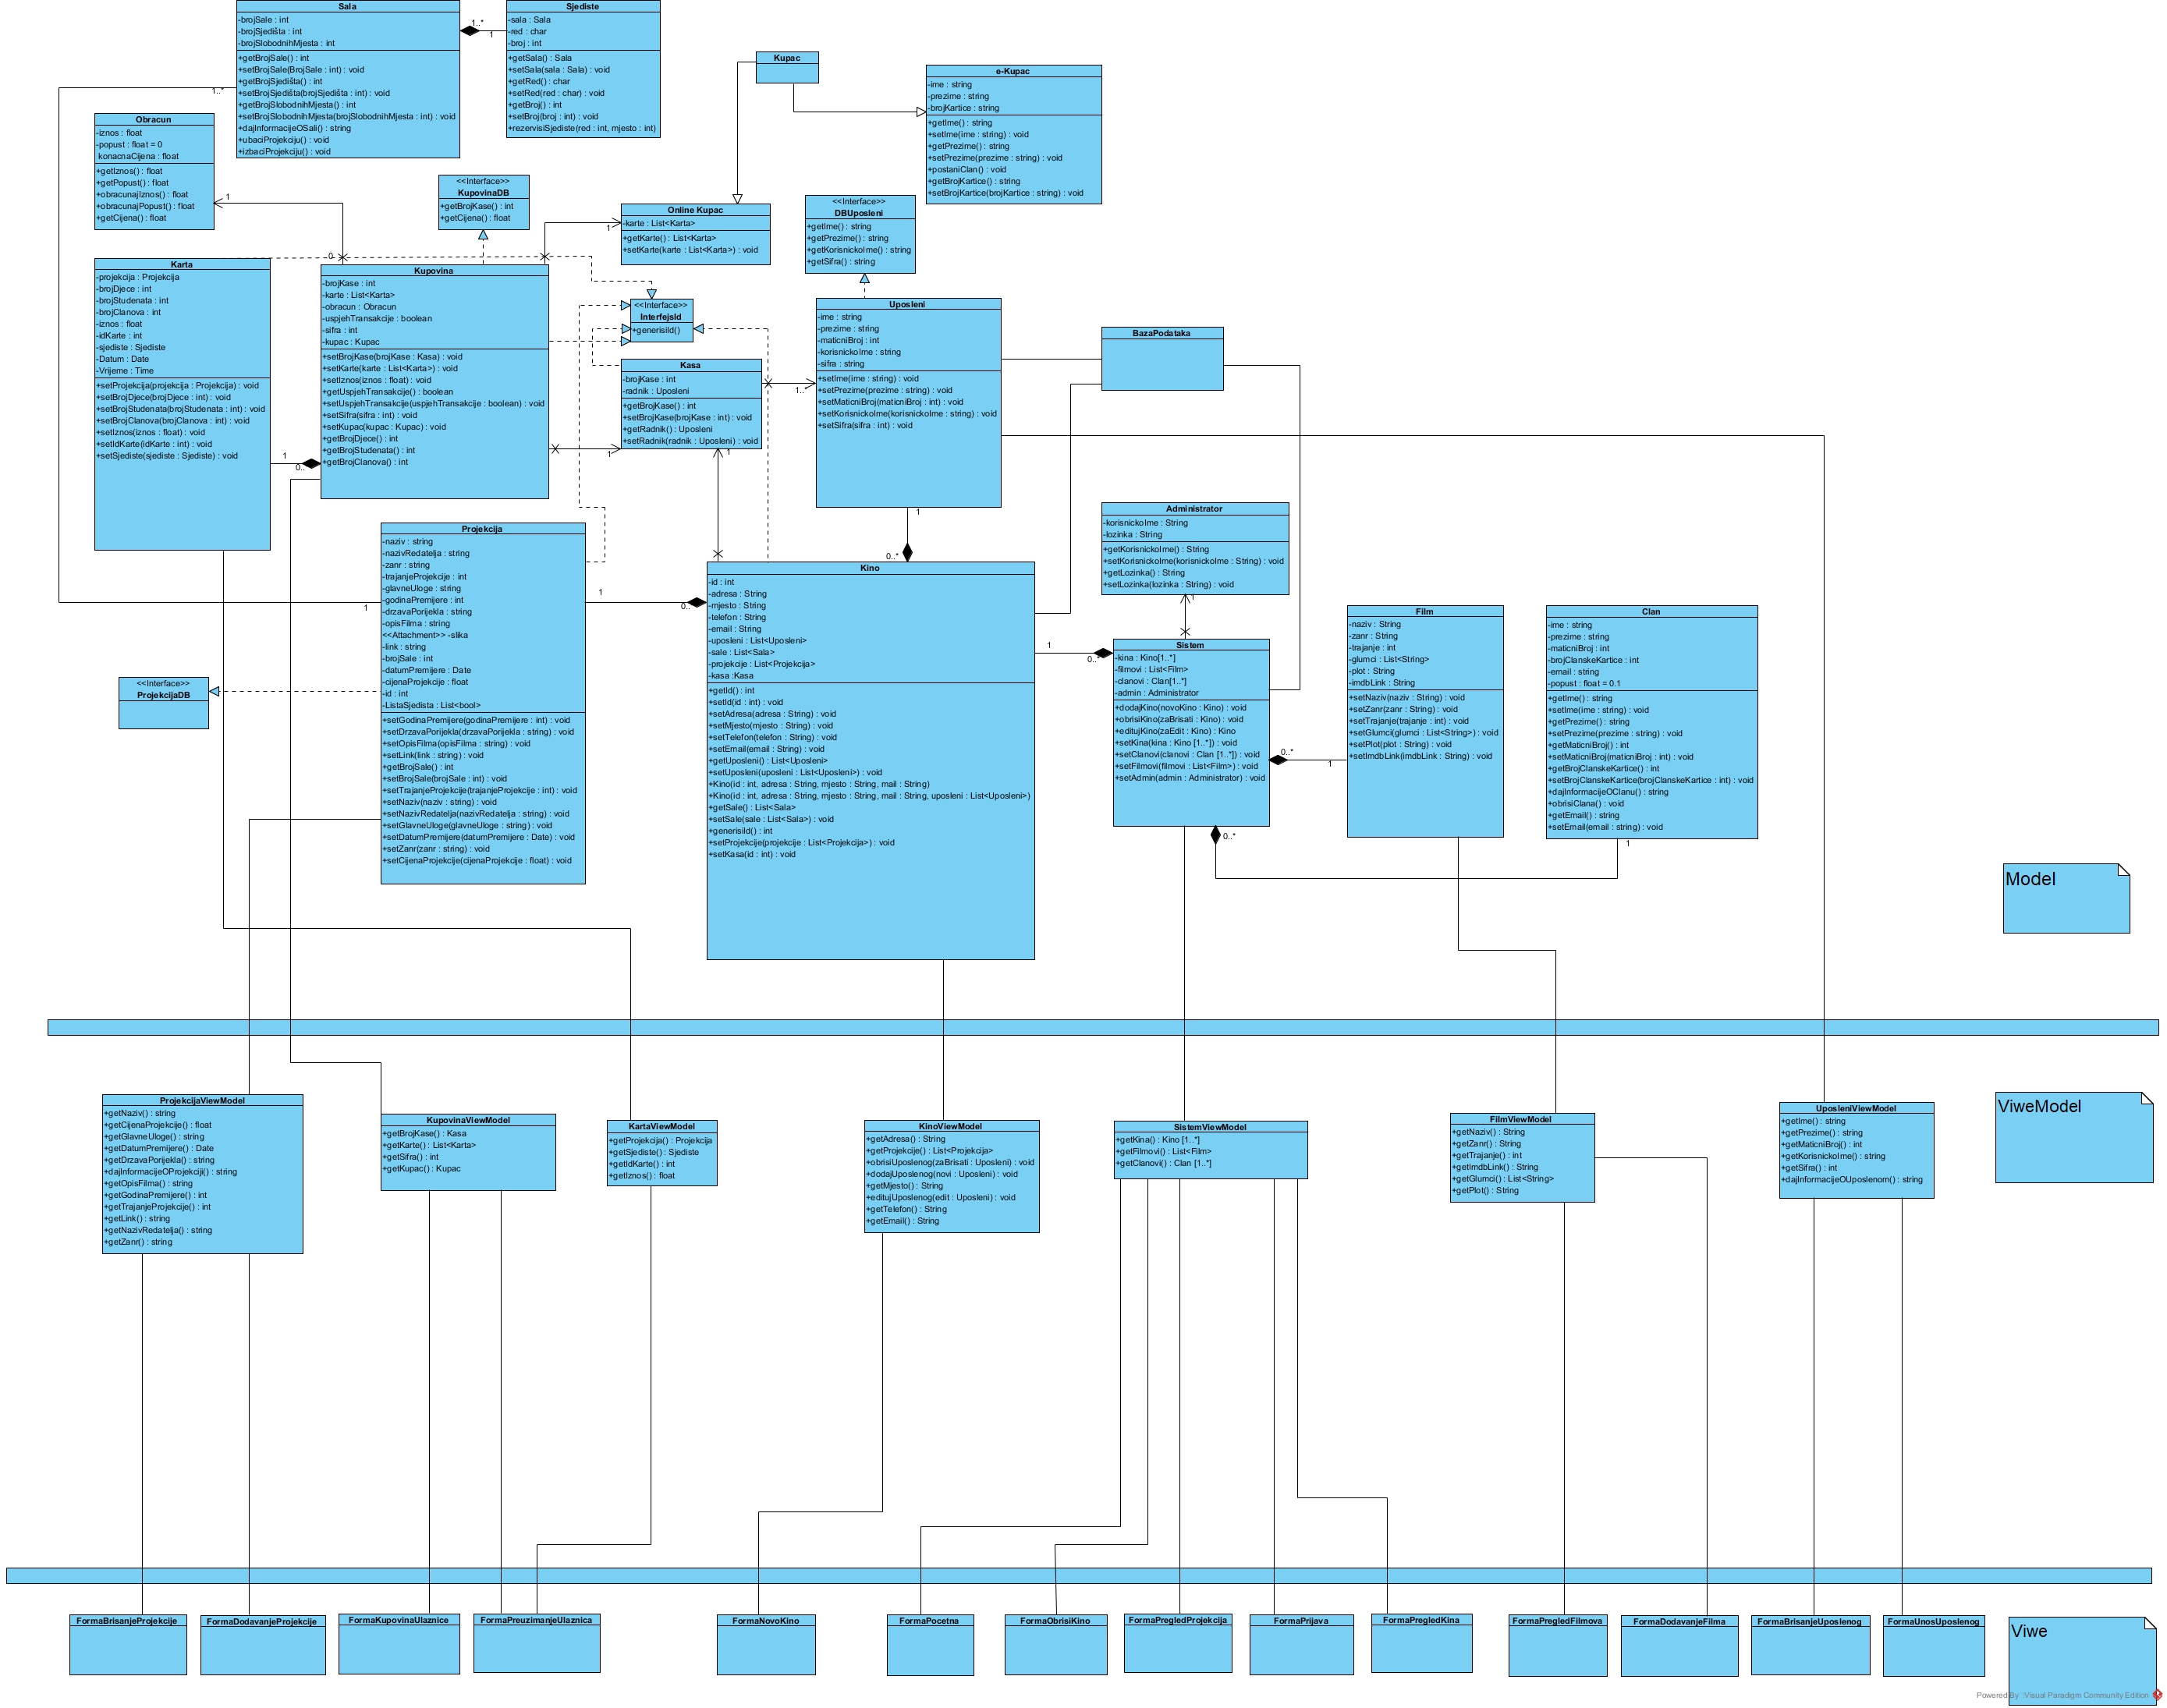 Sala
-brojSale : int
-brojSjedišta : int
-brojSlobodnihMjesta : int
+getBrojSale() : int
+setBrojSale(BrojSale : int) : void
+getBrojSjedišta() : int
+setBrojSjedišta(brojSjedišta : int) : void
+getBrojSlobodnihMjesta() : int
+setBrojSlobodnihMjesta(brojSlobodnihMjesta : int) : void
+dajInformacijeOSali() : string
+ubaciProjekciju() : void
+izbaciProjekciju() : void
1..*
1
Sjediste
-sala : Sala
-red : char
-broj : int
+getSala() : Sala
+setSala(sala : Sala) : void
+getRed() : char
+setRed(red : char) : void
+getBroj() : int
+setBroj(broj : int) : void
+rezervisiSjediste(red : int, mjesto : int)
Kupac
e-Kupac
-ime : string
-prezime : string
-brojKartice : string
+getIme() : string
+setIme(ime : string) : void
+getPrezime() : string
+setPrezime(prezime : string) : void
+postaniClan() : void
+getBrojKartice() : string
+setBrojKartice(brojKartice : string) : void
1..*
Obracun
-iznos : float
-popust : float = 0
konacnaCijena : float
+getIznos() : float
+getPopust() : float
+obracunajIznos() : float
+obracunajPopust() : float
+getCijena() : float
1
0..
<<Interface>>
KupovinaDB
+getBrojKase() : int
+getCijena() : float
Online Kupac
-karte : List<Karta>
+getKarte() : List<Karta>
+setKarte(karte : List<Karta>) : void
1
<<Interface>>
DBUposleni
+getIme() : string
+getPrezime() : string
+getKorisnickoIme() : string
+getSifra() : string
Karta
-projekcija : Projekcija
-brojDjece : int
-brojStudenata : int
-brojClanova : int
-iznos : float
-idKarte : int
-sjediste : Sjediste
-Datum : Date
-Vrijeme : Time
+setProjekcija(projekcija : Projekcija) : void
+setBrojDjece(brojDjece : int) : void
+setBrojStudenata(brojStudenata : int) : void
+setBrojClanova(brojClanova : int) : void
+setIznos(iznos : float) : void
+setIdKarte(idKarte : int) : void
+setSjediste(sjediste : Sjediste) : void
1
0..
Kupovina
-brojKase : int
-karte : List<Karta>
-obracun : Obracun
-uspjehTransakcije : boolean
-sifra : int
-kupac : Kupac
+setBrojKase(brojKase : Kasa) : void
+setKarte(karte : List<Karta>) : void
+setIznos(iznos : float) : void
+getUspjehTransakcije() : boolean
+setUspjehTransakcije(uspjehTransakcije : boolean) : void
+setSifra(sifra : int) : void
+setKupac(kupac : Kupac) : void
+getBrojDjece() : int
+getBrojStudenata() : int
+getBrojClanova() : int
<<Interface>>
InterfejsId
+generisiId()
Kasa
-brojKase : int
-radnik : Uposleni
+getBrojKase() : int
+setBrojKase(brojKase : int) : void
+getRadnik() : Uposleni
+setRadnik(radnik : Uposleni) : void
1..*
1
1
Uposleni
-ime : string
-prezime : string
-maticniBroj : int
-korisnickoIme : string
-sifra : string
+setIme(ime : string) : void
+setPrezime(prezime : string) : void
+setMaticniBroj(maticniBroj : int) : void
+setKorisnickoIme(korisnickoIme : string) : void
+setSifra(sifra : int) : void
1
0..*
BazaPodataka
Administrator
-korisnickoIme : String
-lozinka : String
+getKorisnickoIme() : String
+setKorisnickoIme(korisnickoIme : String) : void
+getLozinka() : String
+setLozinka(lozinka : String) : void
1
Projekcija
-naziv : string
-nazivRedatelja : string
-zanr : string
-trajanjeProjekcije : int
-glavneUloge : string
-godinaPremijere : int
-drzavaPorijekla : string
-opisFilma : string
<<Attachment>> -slika
-link : string
-brojSale : int
-datumPremijere : Date
-cijenaProjekcije : float
-id : int
-ListaSjedista : List<bool>
+setGodinaPremijere(godinaPremijere : int) : void
+setDrzavaPorijekla(drzavaPorijekla : string) : void
+setOpisFilma(opisFilma : string) : void
+setLink(link : string) : void
+getBrojSale() : int
+setBrojSale(brojSale : int) : void
+setTrajanjeProjekcije(trajanjeProjekcije : int) : void
+setNaziv(naziv : string) : void
+setNazivRedatelja(nazivRedatelja : string) : void
+setGlavneUloge(glavneUloge : string) : void
+setDatumPremijere(datumPremijere : Date) : void
+setZanr(zanr : string) : void
+setCijenaProjekcije(cijenaProjekcije : float) : void
1
1
0..
<<Interface>>
ProjekcijaDB
Kino
-id : int
-adresa : String
-mjesto : String
-telefon : String
-email : String
-uposleni : List<Uposleni>
-sale : List<Sala>
-projekcije : List<Projekcija>
-kasa :Kasa
+getId() : int
+setId(id : int) : void
+setAdresa(adresa : String) : void
+setMjesto(mjesto : String) : void
+setTelefon(telefon : String) : void
+setEmail(email : String) : void
+getUposleni() : List<Uposleni>
+setUposleni(uposleni : List<Uposleni>) : void
+Kino(id : int, adresa : String, mjesto : String, mail : String)
+Kino(id : int, adresa : String, mjesto : String, mail : String, uposleni : List<Uposleni>)
+getSale() : List<Sala>
+setSale(sale : List<Sala>) : void
+generisiId() : int
+setProjekcije(projekcije : List<Projekcija>) : void
+setKasa(id : int) : void
1
0..*
Sistem
-kina : Kino[1..*]
-filmovi : List<Film>
-clanovi : Clan[1..*]
-admin : Administrator
+dodajKino(novoKino : Kino) : void
+obrisiKino(zaBrisati : Kino) : void
+editujKino(zaEdit : Kino) : Kino
+setKina(kina : Kino [1..*]) : void
+setClanovi(clanovi : Clan [1..*]) : void
+setFilmovi(filmovi : List<Film>) : void
+setAdmin(admin : Administrator) : void
0..*
1
0..*
Film
-naziv : String
-zanr : String
-trajanje : int
-glumci : List<String>
-plot : String
-imdbLink : String
+setNaziv(naziv : String) : void
+setZanr(zanr : String) : void
+setTrajanje(trajanje : int) : void
+setGlumci(glumci : List<String>) : void
+setPlot(plot : String) : void
+setImdbLink(imdbLink : String) : void
Clan
-ime : string
-prezime : string
-maticniBroj : int
-brojClanskeKartice : int
-email : string
-popust : float = 0.1
+getIme() : string
+setIme(ime : string) : void
+getPrezime() : string
+setPrezime(prezime : string) : void
+getMaticniBroj() : int
+setMaticniBroj(maticniBroj : int) : void
+getBrojClanskeKartice() : int
+setBrojClanskeKartice(brojClanskeKartice : int) : void
+dajInformacijeOClanu() : string
+obrisiClana() : void
+getEmail() : string
+setEmail(email : string) : void
1
Model
ProjekcijaViewModel
+getNaziv() : string
+getCijenaProjekcije() : float
+getGlavneUloge() : string
+getDatumPremijere() : Date
+getDrzavaPorijekla() : string
+dajInformacijeOProjekciji() : string
+getOpisFilma() : string
+getGodinaPremijere() : int
+getTrajanjeProjekcije() : int
+getLink() : string
+getNazivRedatelja() : string
+getZanr() : string
KupovinaViewModel
+getBrojKase() : Kasa
+getKarte() : List<Karta>
+getSifra() : int
+getKupac() : Kupac
KartaViewModel
+getProjekcija() : Projekcija
+getSjediste() : Sjediste
+getIdKarte() : int
+getIznos() : float
KinoViewModel
+getAdresa() : String
+getProjekcije() : List<Projekcija>
+obrisiUposlenog(zaBrisati : Uposleni) : void
+dodajUposlenog(novi : Uposleni) : void
+getMjesto() : String
+editujUposlenog(edit : Uposleni) : void
+getTelefon() : String
+getEmail() : String
SistemViewModel
+getKina() : Kino [1..*]
+getFilmovi() : List<Film>
+getClanovi() : Clan [1..*]
FilmViewModel
+getNaziv() : String
+getZanr() : String
+getTrajanje() : int
+getImdbLink() : String
+getGlumci() : List<String>
+getPlot() : String
UposleniViewModel
+getIme() : string
+getPrezime() : string
+getMaticniBroj() : int
+getKorisnickoIme() : string
+getSifra() : int
+dajInformacijeOUposlenom() : string
ViweModel
FormaBrisanjeProjekcije
FormaDodavanjeProjekcije
FormaKupovinaUlaznice
FormaPreuzimanjeUlaznica
FormaNovoKino
FormaPocetna
FormaObrisiKino
FormaPregledProjekcija
FormaPrijava
FormaPregledKina
FormaPregledFilmova
FormaDodavanjeFilma
FormaBrisanjeUposlenog
FormaUnosUposlenog
Viwe
Powered By Visual Paradigm Community Edition